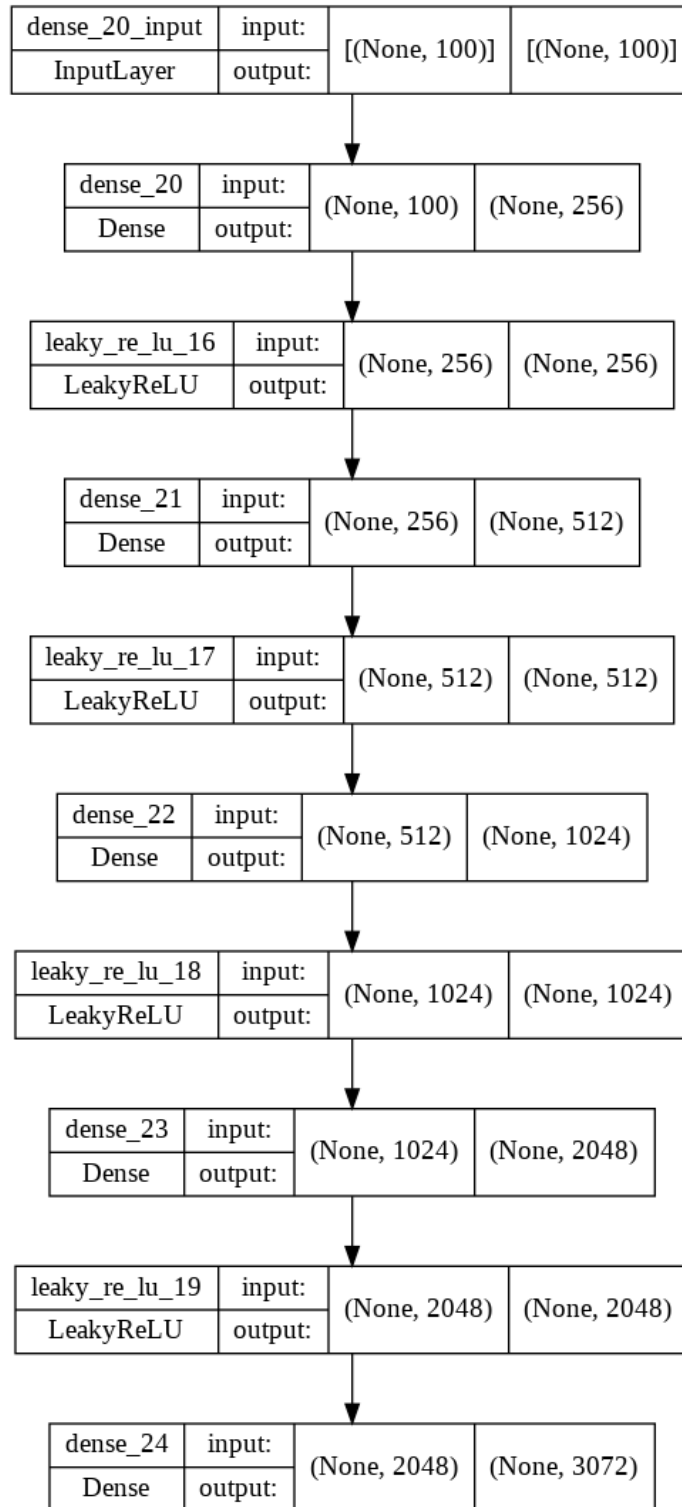 dense_20_input input: [(None, 100)] [(None, 100)]
InputLayer output:
dense_20 input: (None, 100) (None, 256)
Dense output:
leaky_re_lu_16 input: (None, 256) (None, 256)
LeakyReLU output:
dense_21 input: (None, 256) (None, 512)
Dense output:
leaky_re_lu_17 input: (None, 512) (None, 512)
LeakyReLU output:
dense_22 input: (None, 512) (None, 1024)
Dense output:
leaky_re_lu_18 input: (None, 1024) (None, 1024)
LeakyReLU output:
dense_23 input: (None, 1024) (None, 2048)
Dense output:
leaky_re_lu_19 input: (None, 2048) (None, 2048)
LeakyReLU output:
dense_24 input: (None, 2048) (None, 3072)
Dense output: